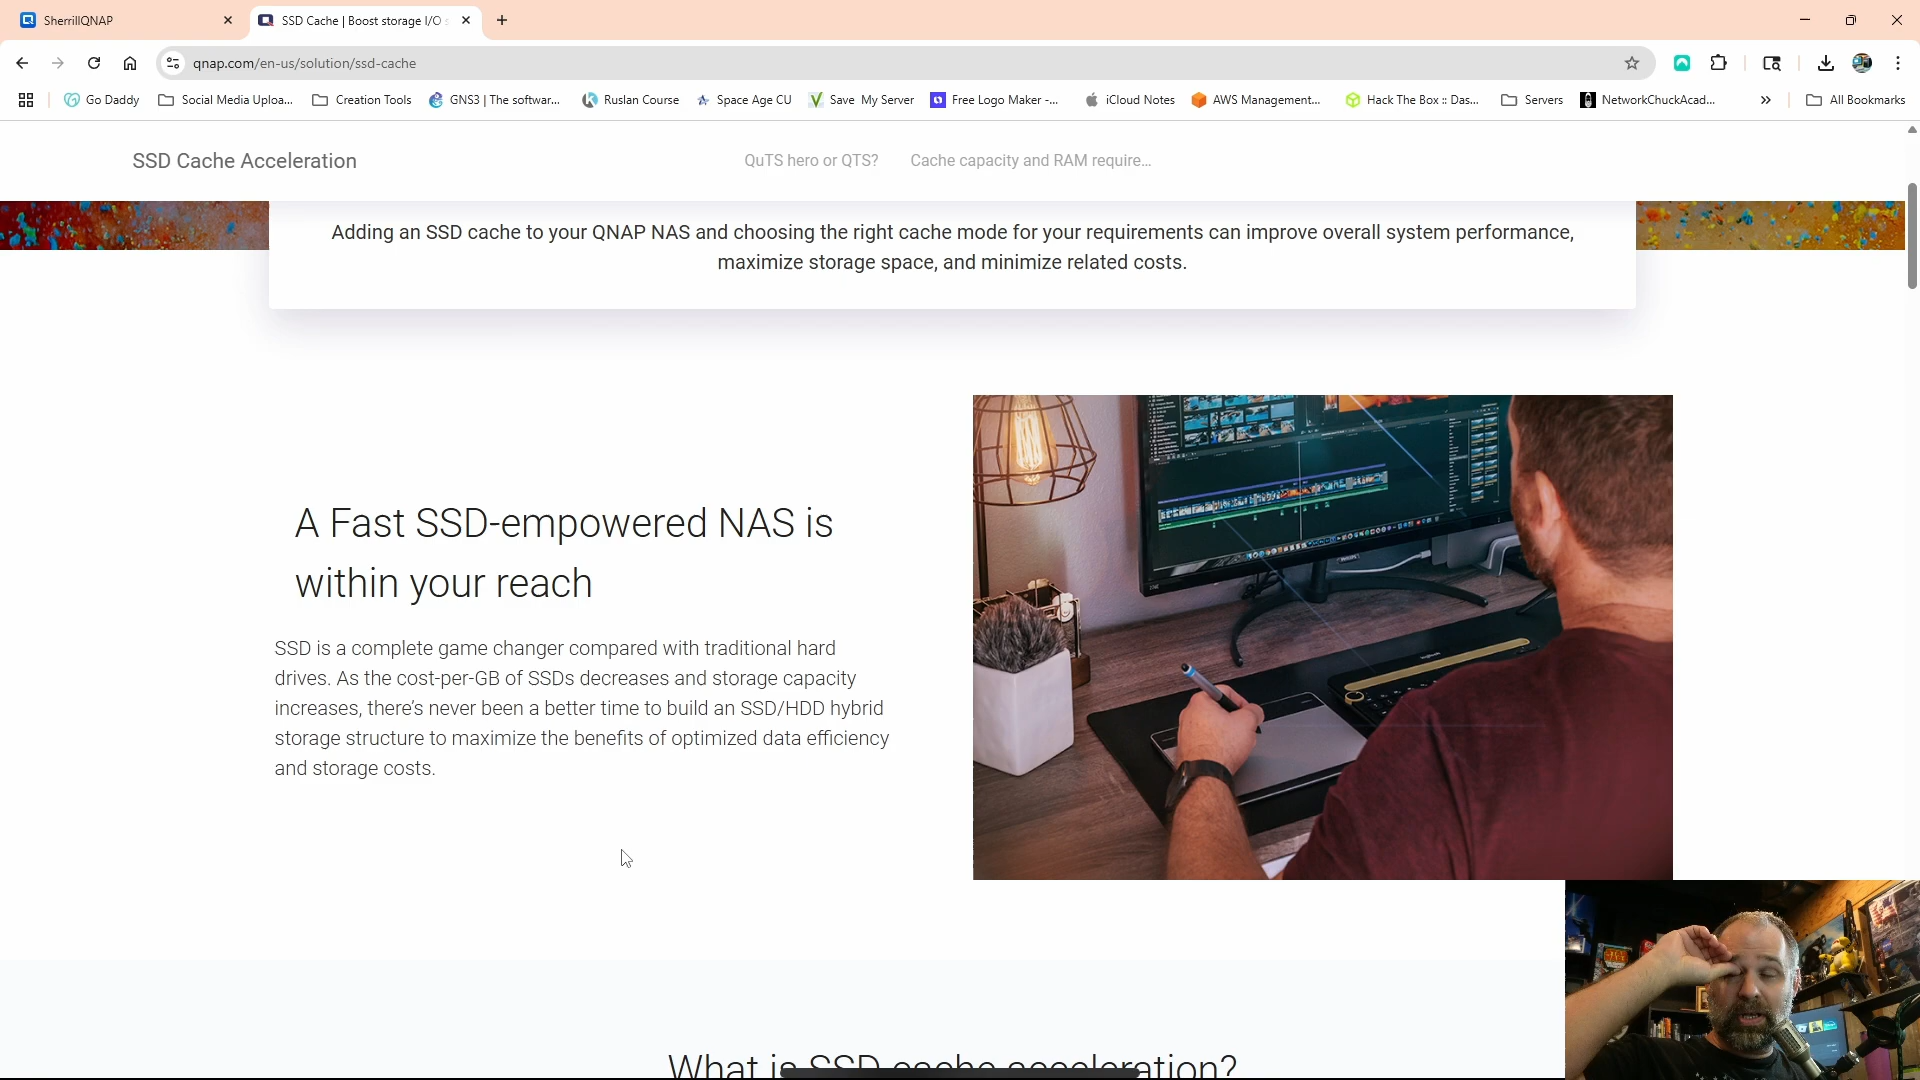 SherrillQNAP
SSD Cache | Boost storage I/O s
qnap.com/en-us/solution/ssd-cache
Go Daddy
Social Media Uploa...
Creation Tools
GNS3 | The softwar...
Ruslan Course
Space Age CU
Save My Server
Free Logo Maker -...
iCloud Notes
AWS Management...
Hack The Box :: Das...
Servers
NetworkChuckAcad...
All Bookmarks
SSD Cache Acceleration
QuTS hero or QTS?
Cache capacity and RAM require...
Adding an SSD cache to your QNAP NAS and choosing the right cache mode for your requirements can improve overall system performance,
maximize storage space, and minimize related costs.
A Fast SSD-empowered NAS is
within your reach
SSD is a complete game changer compared with traditional hard
drives. As the cost-per-GB of SSDs decreases and storage capacity
increases, there’s never been a better time to build an SSD/HDD hybrid
storage structure to maximize the benefits of optimized data efficiency
and storage costs.
What is SSD cache acceleration?